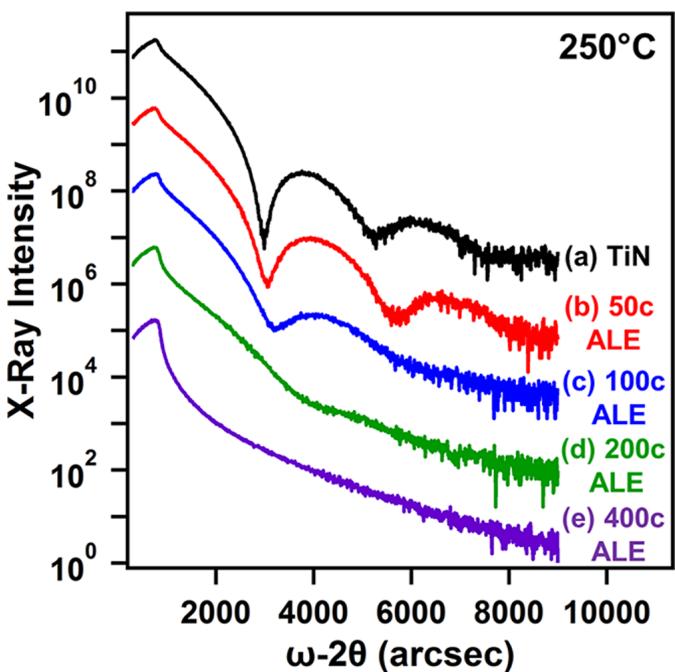 250°C
10^10
10^8
10^6
10^4
10^2
10^0
X-Ray Intensity
(a) TiN
(b) 50c
ALE
(c) 100c
ALE
(d) 200c
ALE
(e) 400c
ALE
2000 4000 6000 8000 10000
ω-2θ (arcsec)